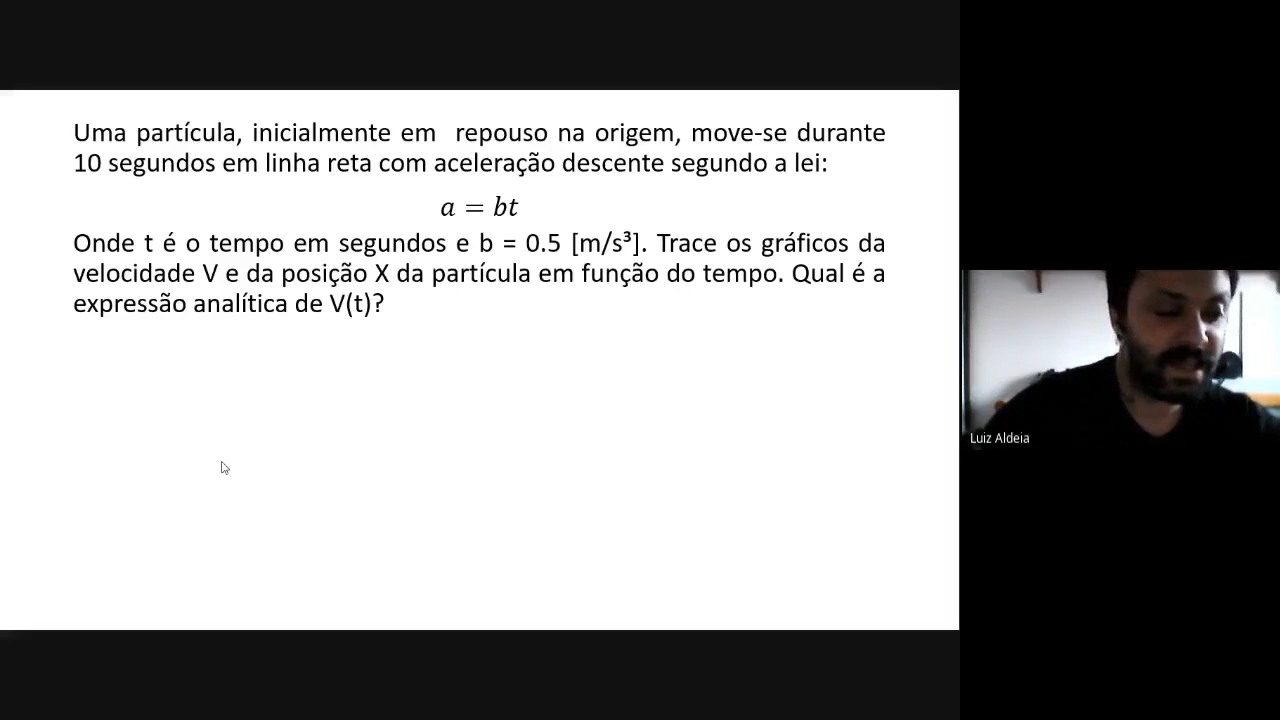 Uma partícula, inicialmente em repouso na origem, move-se durante
10 segundos em linha reta com aceleração descente segundo a lei:
a = bt
Onde t é o tempo em segundos e b = 0.5 [m/s³]. Trace os gráficos da
velocidade V e da posição X da partícula em função do tempo. Qual é a
expressão analítica de V(t)?
Luiz Aldeia